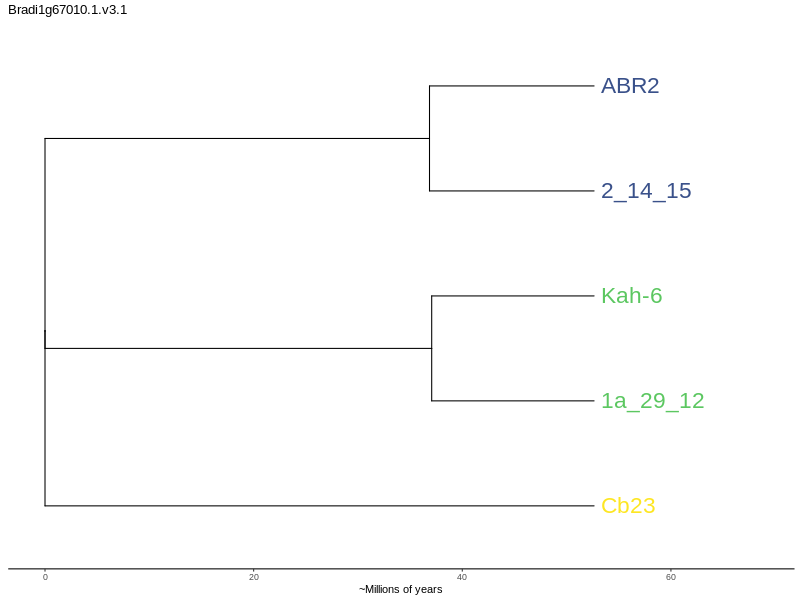 Bradi1g67010.1.v3.1
ABR2
2_14_15
Kah-6
1a_29_12
Cb23
0 20 40 60
~Millions of years